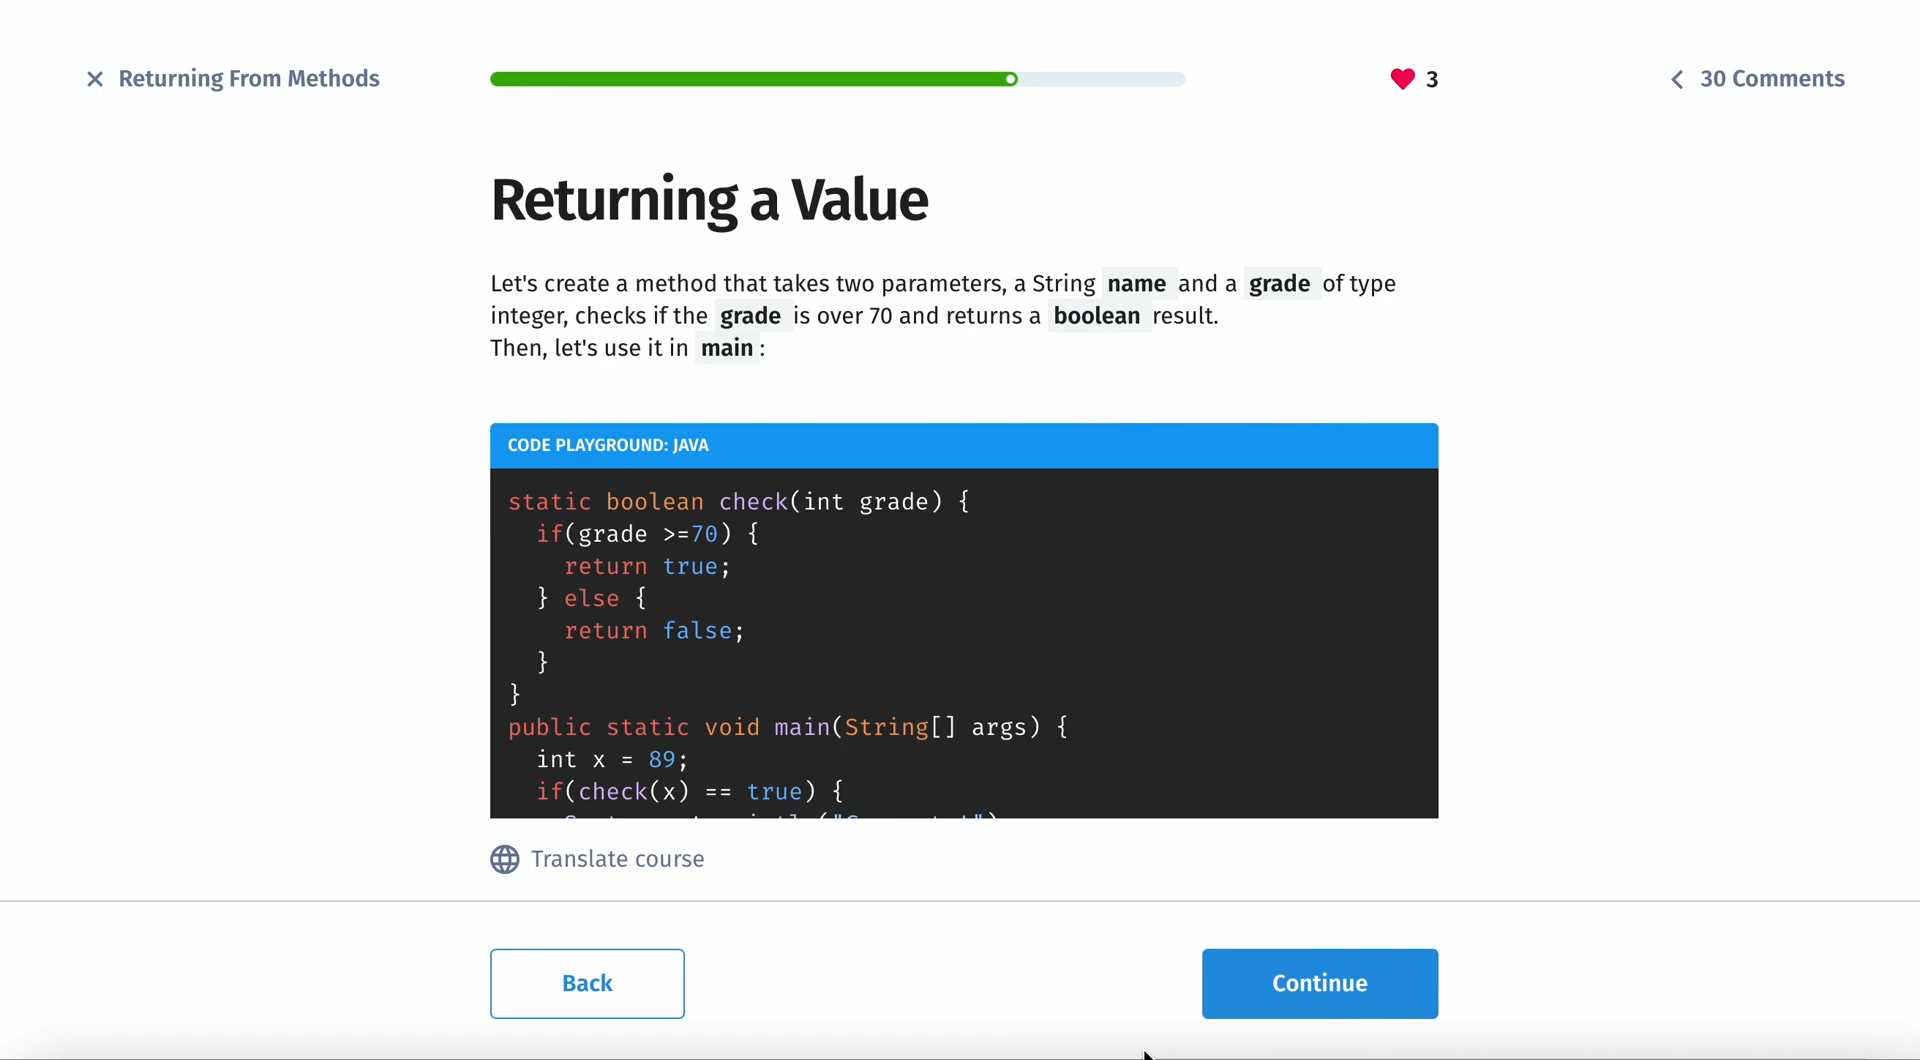 Returning From Methods
3
30 Comments
Returning a Value
Let's create a method that takes two parameters, a String name and a grade of type
integer, checks if the grade is over 70 and returns a boolean result.
Then, let's use it in main :
CODE PLAYGROUND: JAVA
static boolean check(int grade) {
  if(grade >=70) {
    return true;
  } else {
    return false;
  }
}
public static void main(String[] args) {
  int x = 89;
  if(check(x) == true) {
Translate course
Back
Continue